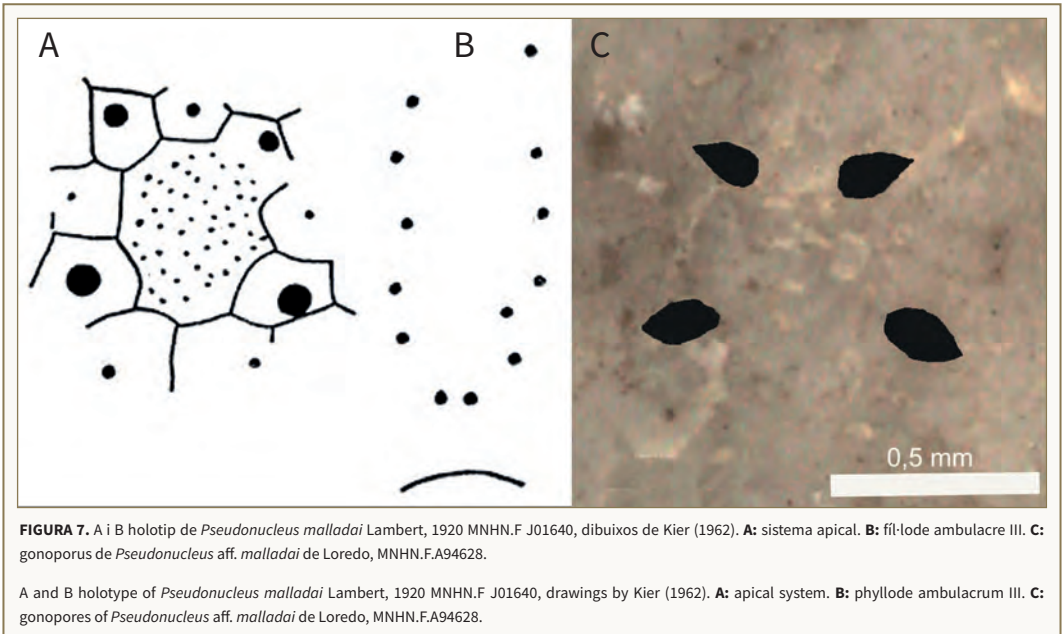 A
B
C
0,5 mm
FIGURA 7. A i B holotip de Pseudonucleus malladai Lambert, 1920 MNHN.F J01640, dibuixos de Kier (1962). A: sistema apical. B: fíl·lode ambulacre III. C:
gonoporus de Pseudonucleus aff. malladai de Loredo, MNHN.F.A94628.
A and B holotype of Pseudonucleus malladai Lambert, 1920 MNHN.F J01640, drawings by Kier (1962). A: apical system. B: phyllode ambulacrum III. C:
gonopores of Pseudonucleus aff. malladai de Loredo, MNHN.F.A94628.